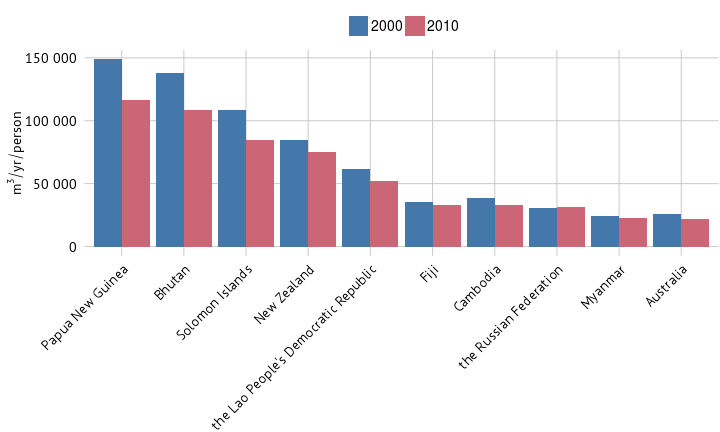 2000 2010
150 000
100 000
50 000
0
m³/yr/person
Papua New Guinea
Bhutan
Solomon Islands
New Zealand
the Lao People's Democratic Republic
Fiji
Cambodia
the Russian Federation
Myanmar
Australia